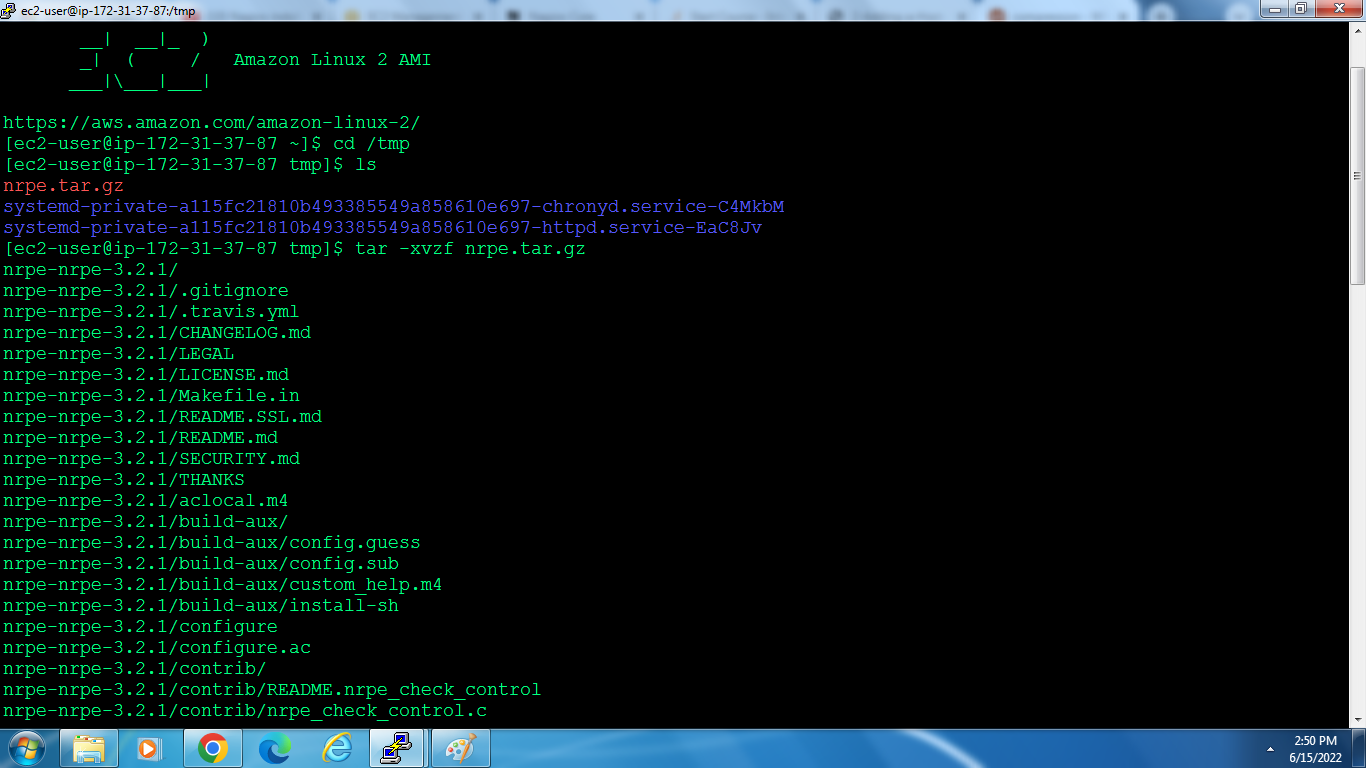 ec2-user@ip-172-31-37-87:/tmp
__|  __|_  )
_|  (     /   Amazon Linux 2 AMI
___|\___|___|
https://aws.amazon.com/amazon-linux-2/
[ec2-user@ip-172-31-37-87 ~]$ cd /tmp
[ec2-user@ip-172-31-37-87 tmp]$ ls
nrpe.tar.gz
systemd-private-a115fc21810b493385549a858610e697-chronyd.service-C4MkbM
systemd-private-a115fc21810b493385549a858610e697-httpd.service-EaC8Jv
[ec2-user@ip-172-31-37-87 tmp]$ tar -xvzf nrpe.tar.gz
nrpe-nrpe-3.2.1/
nrpe-nrpe-3.2.1/.gitignore
nrpe-nrpe-3.2.1/.travis.yml
nrpe-nrpe-3.2.1/CHANGELOG.md
nrpe-nrpe-3.2.1/LEGAL
nrpe-nrpe-3.2.1/LICENSE.md
nrpe-nrpe-3.2.1/Makefile.in
nrpe-nrpe-3.2.1/README.SSL.md
nrpe-nrpe-3.2.1/README.md
nrpe-nrpe-3.2.1/SECURITY.md
nrpe-nrpe-3.2.1/THANKS
nrpe-nrpe-3.2.1/aclocal.m4
nrpe-nrpe-3.2.1/build-aux/
nrpe-nrpe-3.2.1/build-aux/config.guess
nrpe-nrpe-3.2.1/build-aux/config.sub
nrpe-nrpe-3.2.1/build-aux/custom_help.m4
nrpe-nrpe-3.2.1/build-aux/install-sh
nrpe-nrpe-3.2.1/configure
nrpe-nrpe-3.2.1/configure.ac
nrpe-nrpe-3.2.1/contrib/
nrpe-nrpe-3.2.1/contrib/README.nrpe_check_control
nrpe-nrpe-3.2.1/contrib/nrpe_check_control.c
2:50 PM
6/15/2022